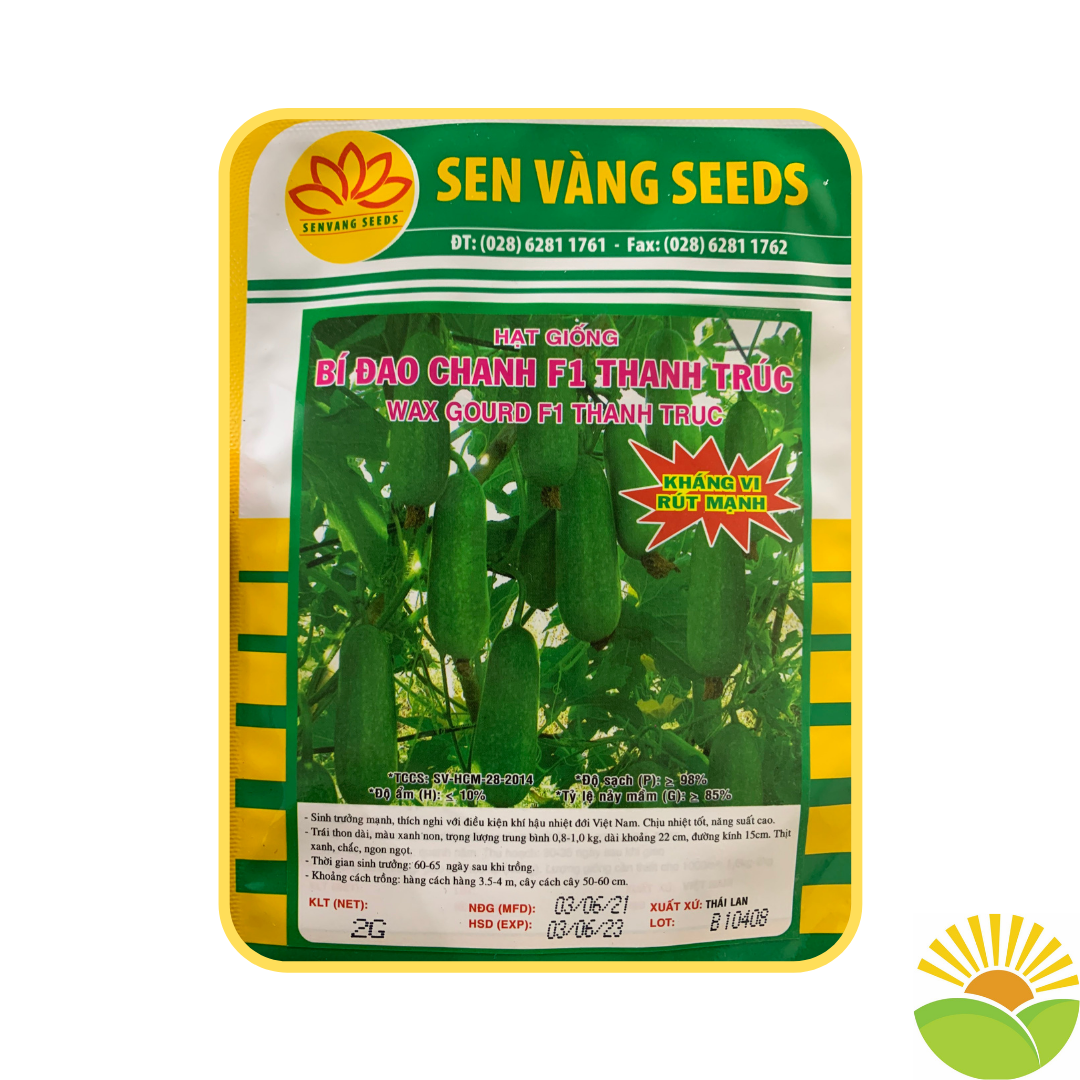 SENVANG SEEDS
SEN VÀNG SEEDS
ĐT: (028) 6281 1761 - Fax: (028) 6281 1762
HẠT GIỐNG
BÍ ĐAO CHANH F1 THANH TRÚC
WAX GOURD F1 THANH TRUC
KHÁNG VI
RÚT MẠNH
*TCCS: SV-HCM-28-2014 *Độ sạch (P): ≥ 98%
*Độ ẩm (H): ≤ 10% *Tỷ lệ nảy mầm (G): ≥ 85%
- Sinh trưởng mạnh, thích nghi với điều kiện khí hậu nhiệt đới Việt Nam. Chịu nhiệt tốt, năng suất cao.
- Trái thon dài, màu xanh non, trọng lượng trung bình 0,8-1,0 kg, dài khoảng 22 cm, đường kính 15cm. Thịt
xanh, chắc, ngon ngọt.
- Thời gian sinh trưởng: 60-65 ngày sau khi trồng.
- Khoảng cách trồng: hàng cách hàng 3.5-4 m, cây cách cây 50-60 cm.
KLT (NET): NĐG (MFD): 03/06/21 XUẤT XỨ: THÁI LAN
2G HSD (EXP): 03/06/23 LOT: B10408